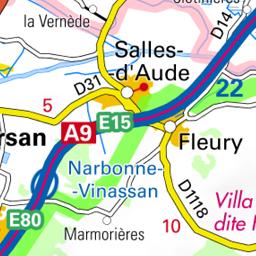 la Vernède
D14
Salles-
-d'Aude
D31
22
5
E15
A9
Fleury
Narbonne-
-Vinassan
D1118
Villa
dite
E80
10
Marmorières